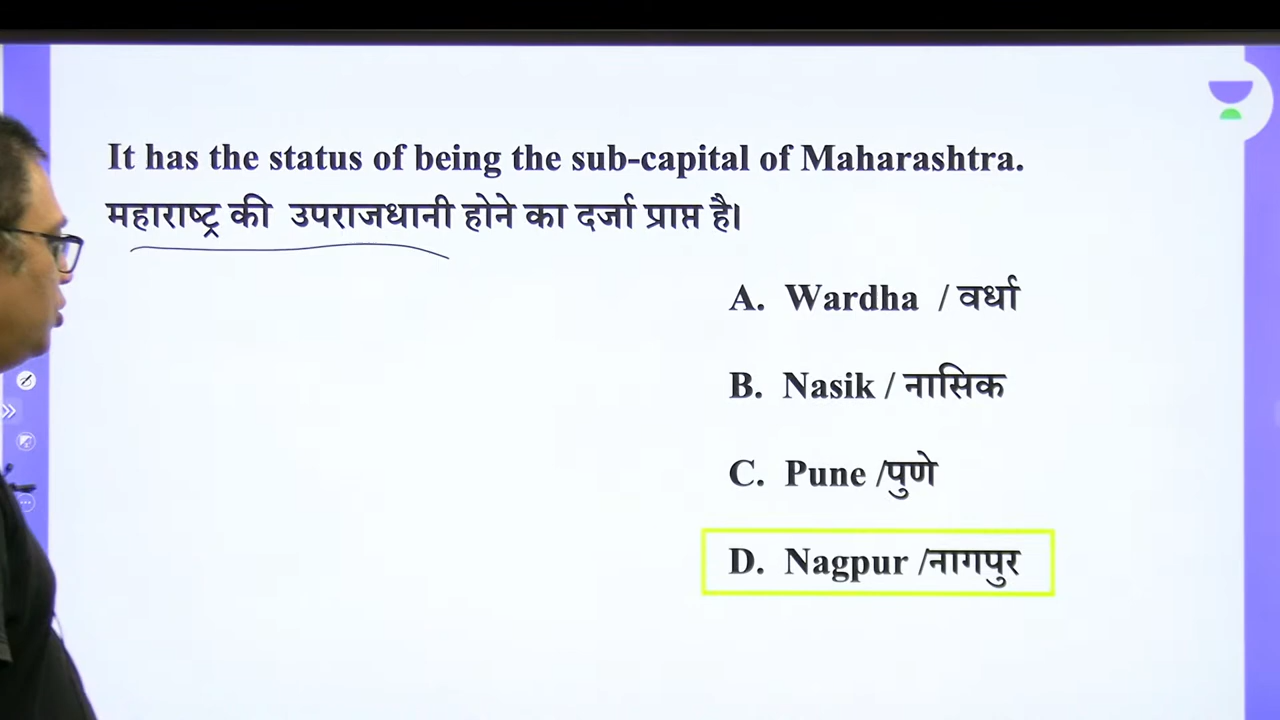 It has the status of being the sub-capital of Maharashtra.
महाराष्ट्र की उपराजधानी होने का दर्जा प्राप्त है।
A. Wardha / वर्धा
B. Nasik / नासिक
C. Pune /पुणे
D. Nagpur /नागपुर